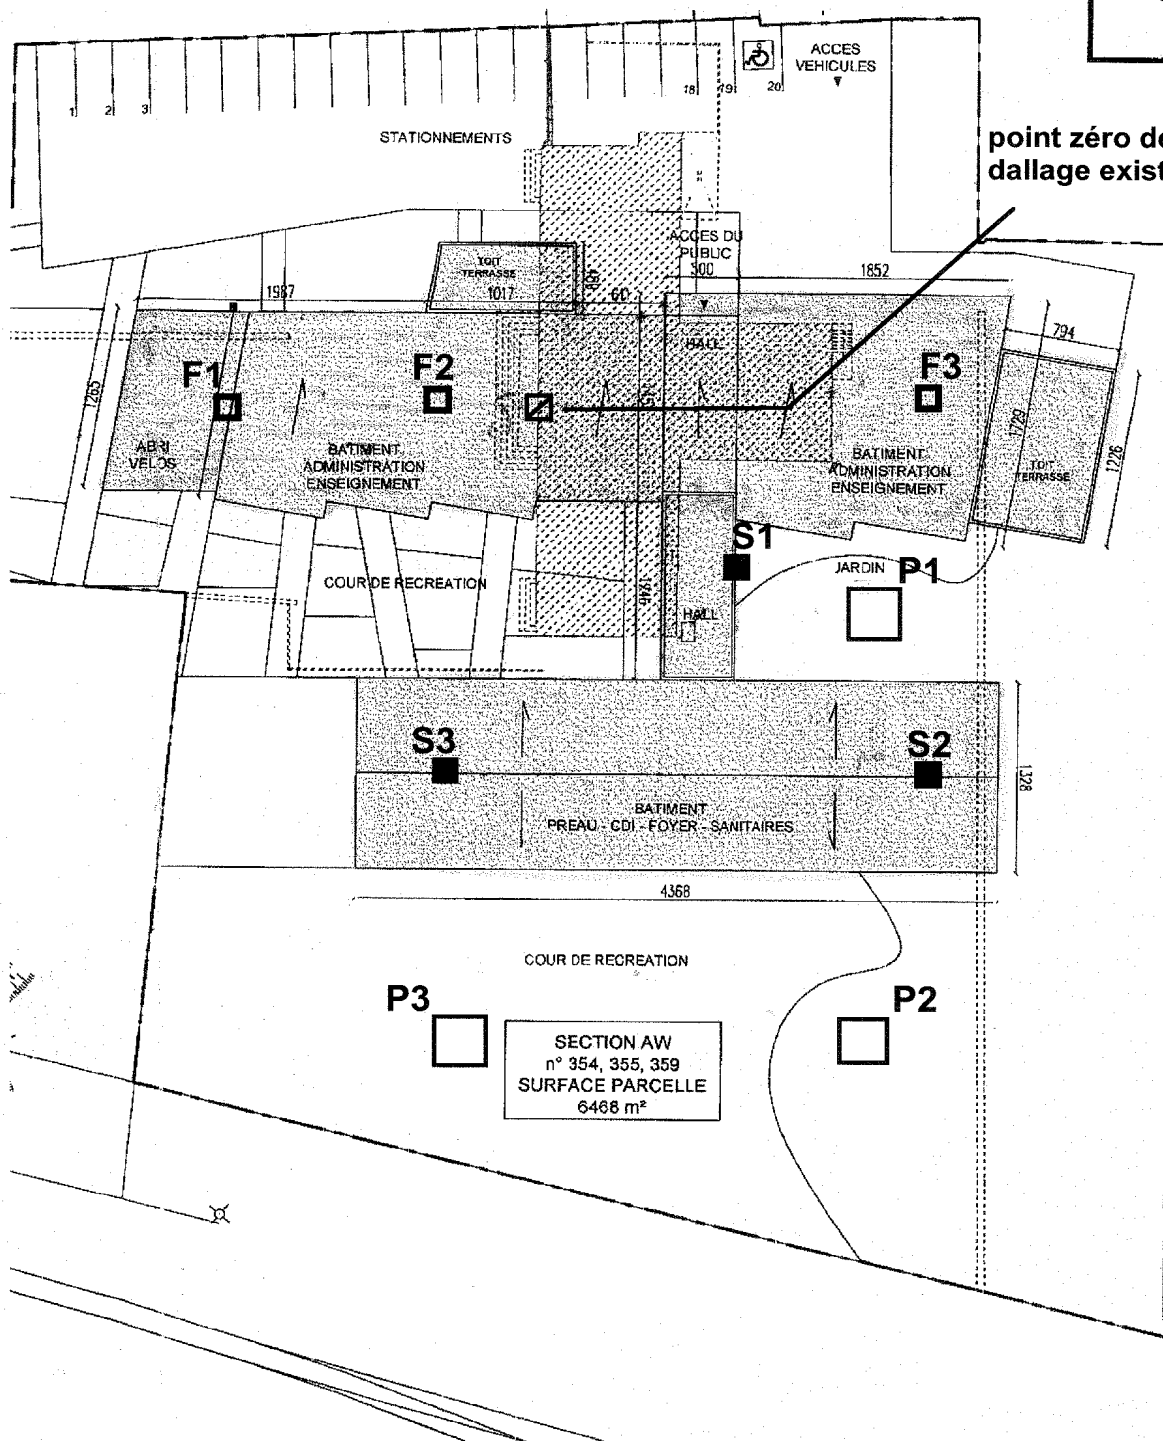 ACCES
VEHICULES
1
2
3
18
19
20
STATIONNEMENTS
point zéro de
dallage exist
ACCES DU
PUBLIC
500
1852
TOIT
TERRASSE
1987
1017
60
HALL
794
F1
F2
F3
1265
1729
1226
ABRI
VELOS
BATIMENT
ADMINISTRATION
ENSEIGNEMENT
BATIMENT
ADMINISTRATION
ENSEIGNEMENT
TOIT
TERRASSE
S1
JARDIN
P1
COUR DE RECREATION
1246
HALL
S3
S2
1328
BATIMENT
PREAU - CDI - FOYER - SANITAIRES
4368
COUR DE RECREATION
P3
P2
SECTION AW
n° 354, 355, 359
SURFACE PARCELLE
6468 m²